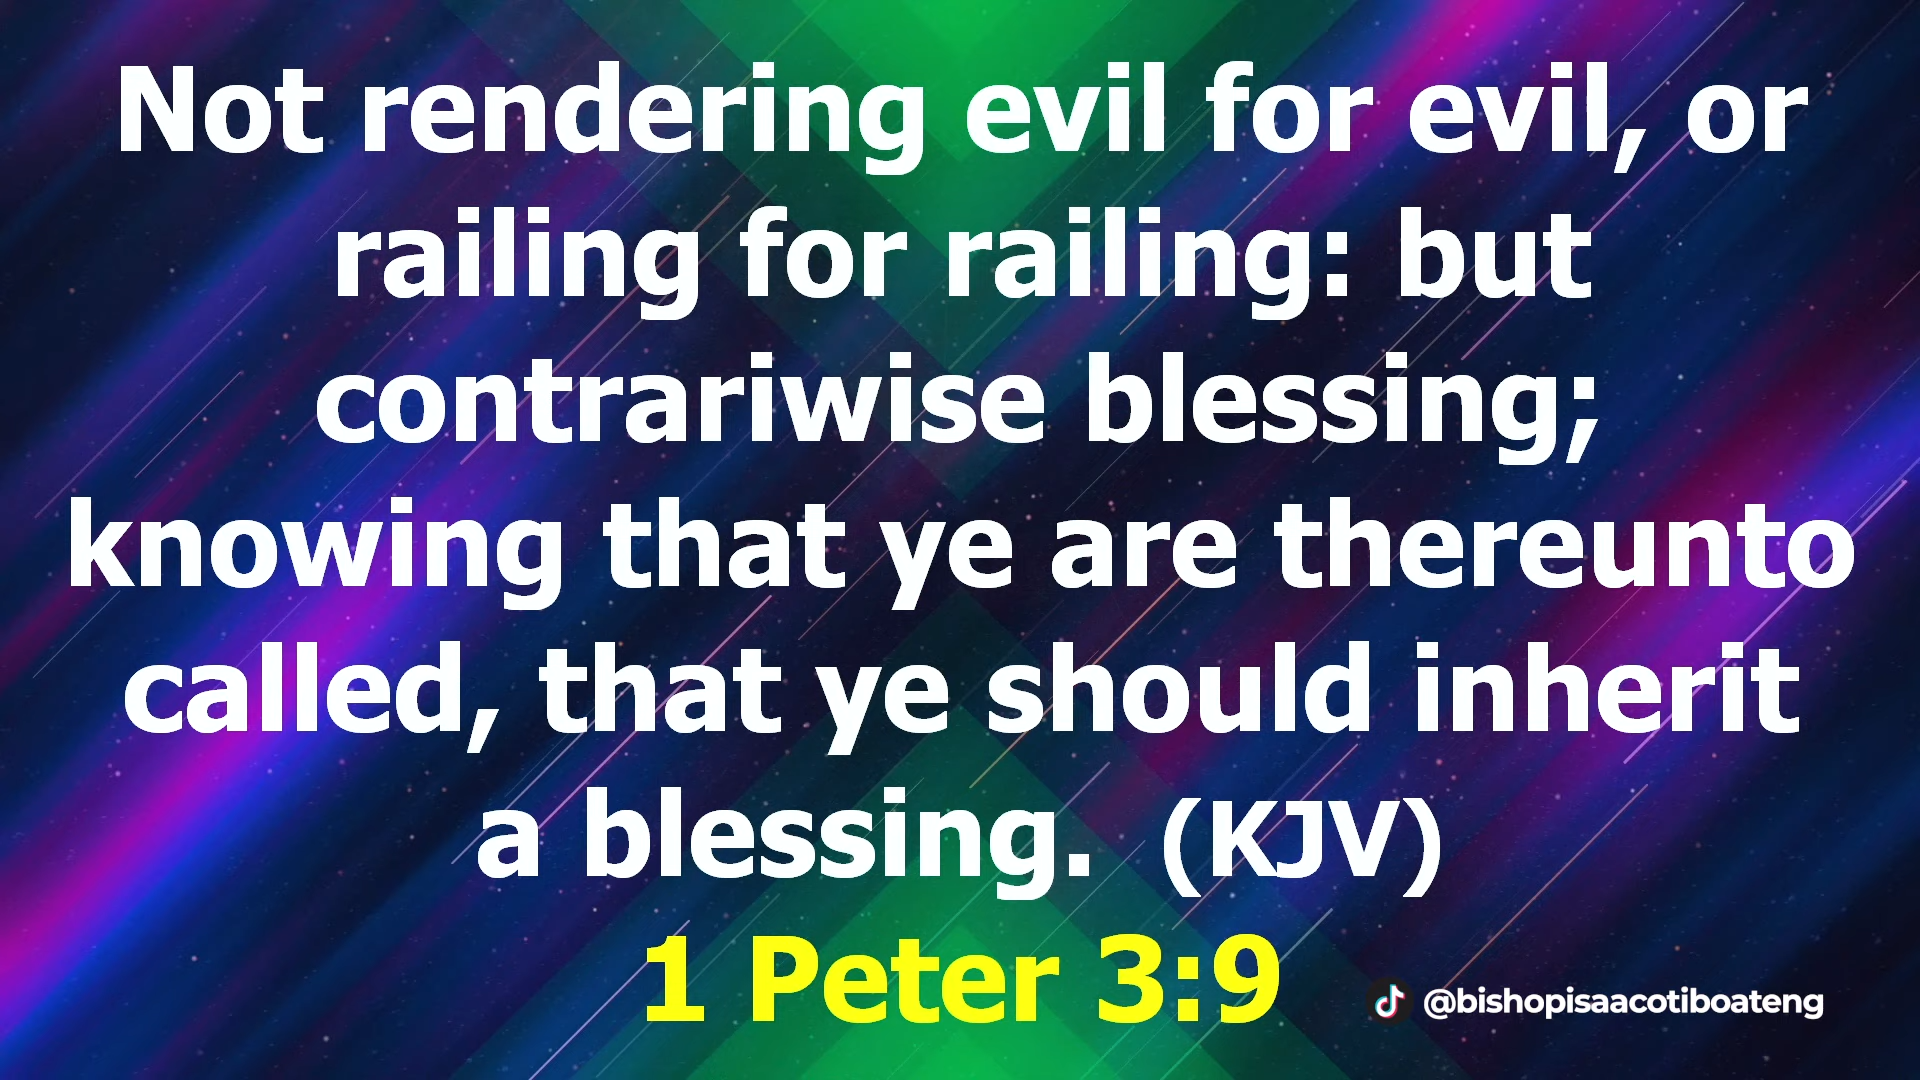 Not rendering evil for evil, or
railing for railing: but
contrariwise blessing;
knowing that ye are thereunto
called, that ye should inherit
a blessing.  (KJV)
1 Peter 3:9
@bishopisaacotiboateng